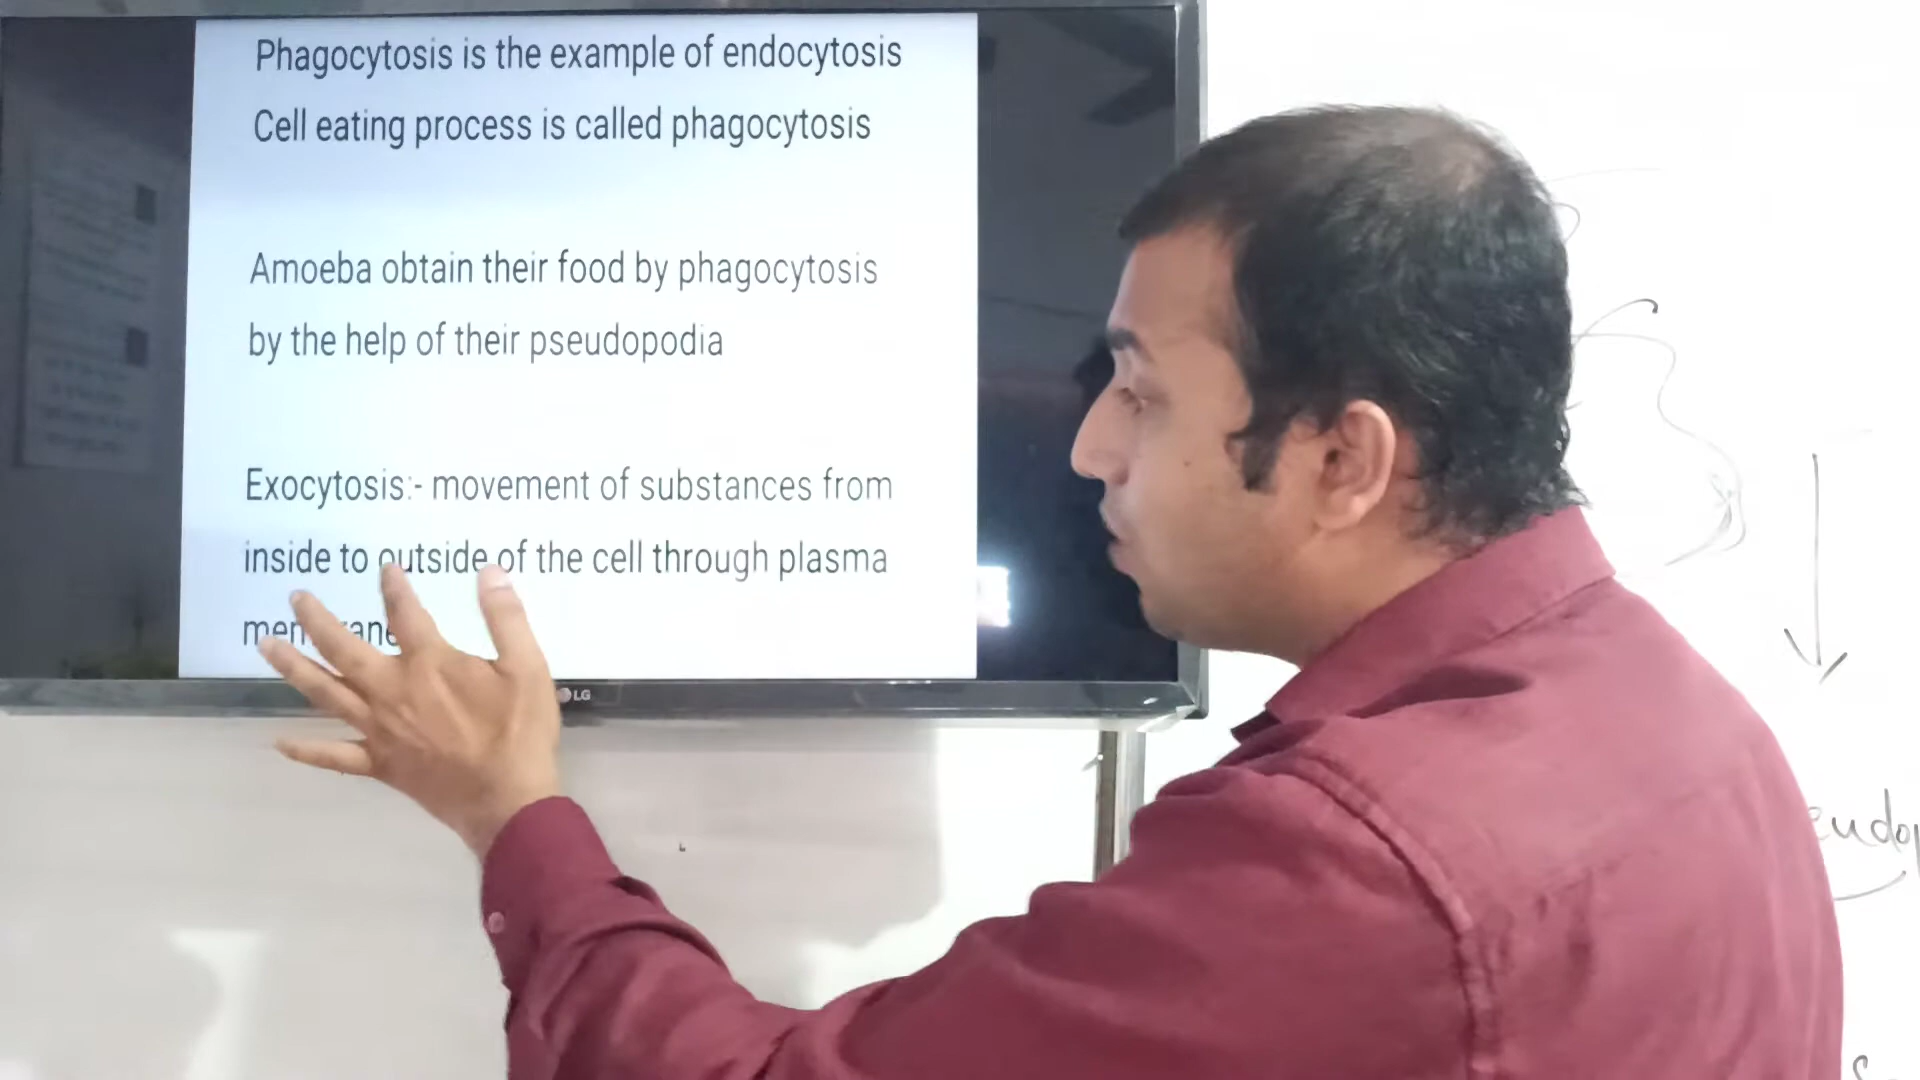 Phagocytosis is the example of endocytosis
Cell eating process is called phagocytosis
Amoeba obtain their food by phagocytosis
by the help of their pseudopodia
Exocytosis:- movement of substances from
inside to outside of the cell through plasma
LG